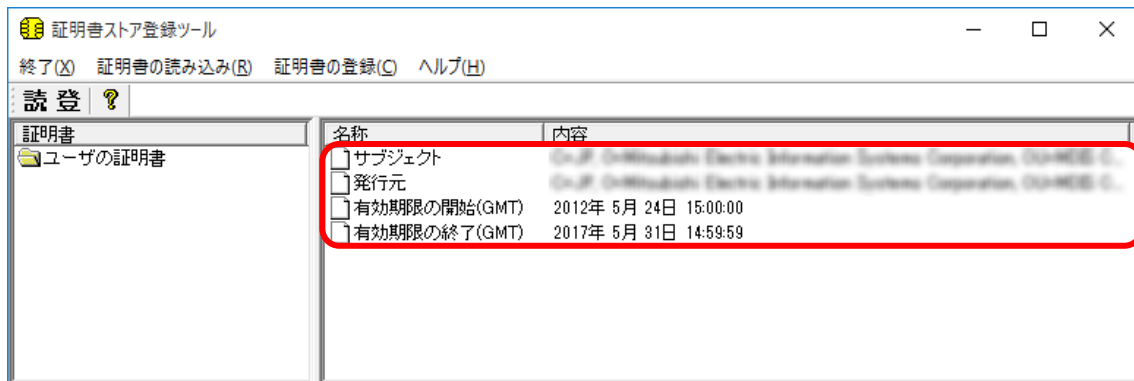 証明書ストア登録ツール
終了(X) 証明書の読み込み(R) 証明書の登録(C) ヘルプ(H)
読 登
証明書 名称 内容
ユーザの証明書 サブジェクト
発行元
有効期限の開始(GMT) 2012年 5月 24日 15:00:00
有効期限の終了(GMT) 2017年 5月 31日 14:59:59